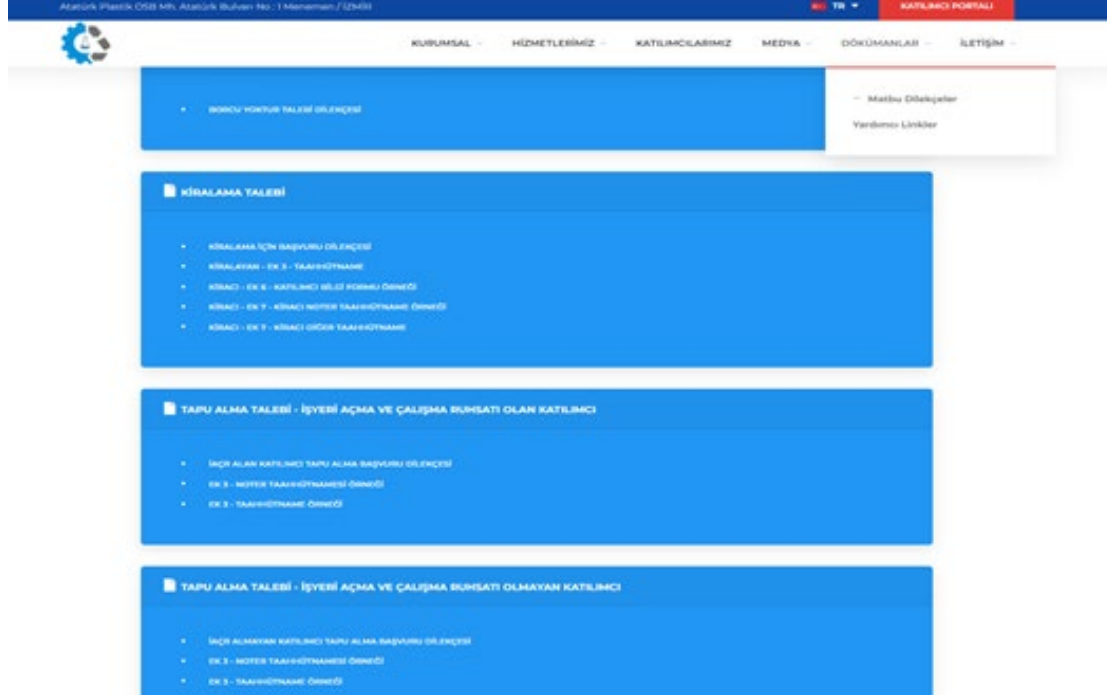 Atatürk Plastik OSB Mh. Atatürk Bulvarı No : 1 Menemen / İZMİR
TR
KATILIMCI PORTALI
KURUMSAL
HİZMETLERİMİZ
KATILIMCILARIMIZ
MEDYA
DÖKÜMANLAR
İLETİŞİM
Matbu Dilekçeler
Yardımcı Linkler
BORCU YOKTUR TALEBİ DİLEKÇESİ
KİRALAMA TALEBİ
KİRALAMA İÇİN BAŞVURU DİLEKÇESİ
KİRALAYAN - EK 3 - TAAHHÜTNAME
KİRACI - EK 6 - KATILIMCI BİLGİ FORMU ÖRNEĞİ
KİRACI - EK 7 - KİRACI NOTER TAAHHÜTNAME ÖRNEĞİ
KİRACI - EK 7 - KİRACI DİĞER TAAHHÜTNAME
TAPU ALMA TALEBİ - İŞYERİ AÇMA VE ÇALIŞMA RUHSATI OLAN KATILIMCI
İAÇR ALAN KATILIMCI TAPU ALMA BAŞVURU DİLEKÇESİ
EK 3 - NOTER TAAHHÜTNAMESİ ÖRNEĞİ
EK 3 - TAAHHÜTNAME ÖRNEĞİ
TAPU ALMA TALEBİ - İŞYERİ AÇMA VE ÇALIŞMA RUHSATI OLMAYAN KATILIMCI
İAÇR ALMAYAN KATILIMCI TAPU ALMA BAŞVURU DİLEKÇESİ
EK 3 - NOTER TAAHHÜTNAMESİ ÖRNEĞİ
EK 3 - TAAHHÜTNAME ÖRNEĞİ